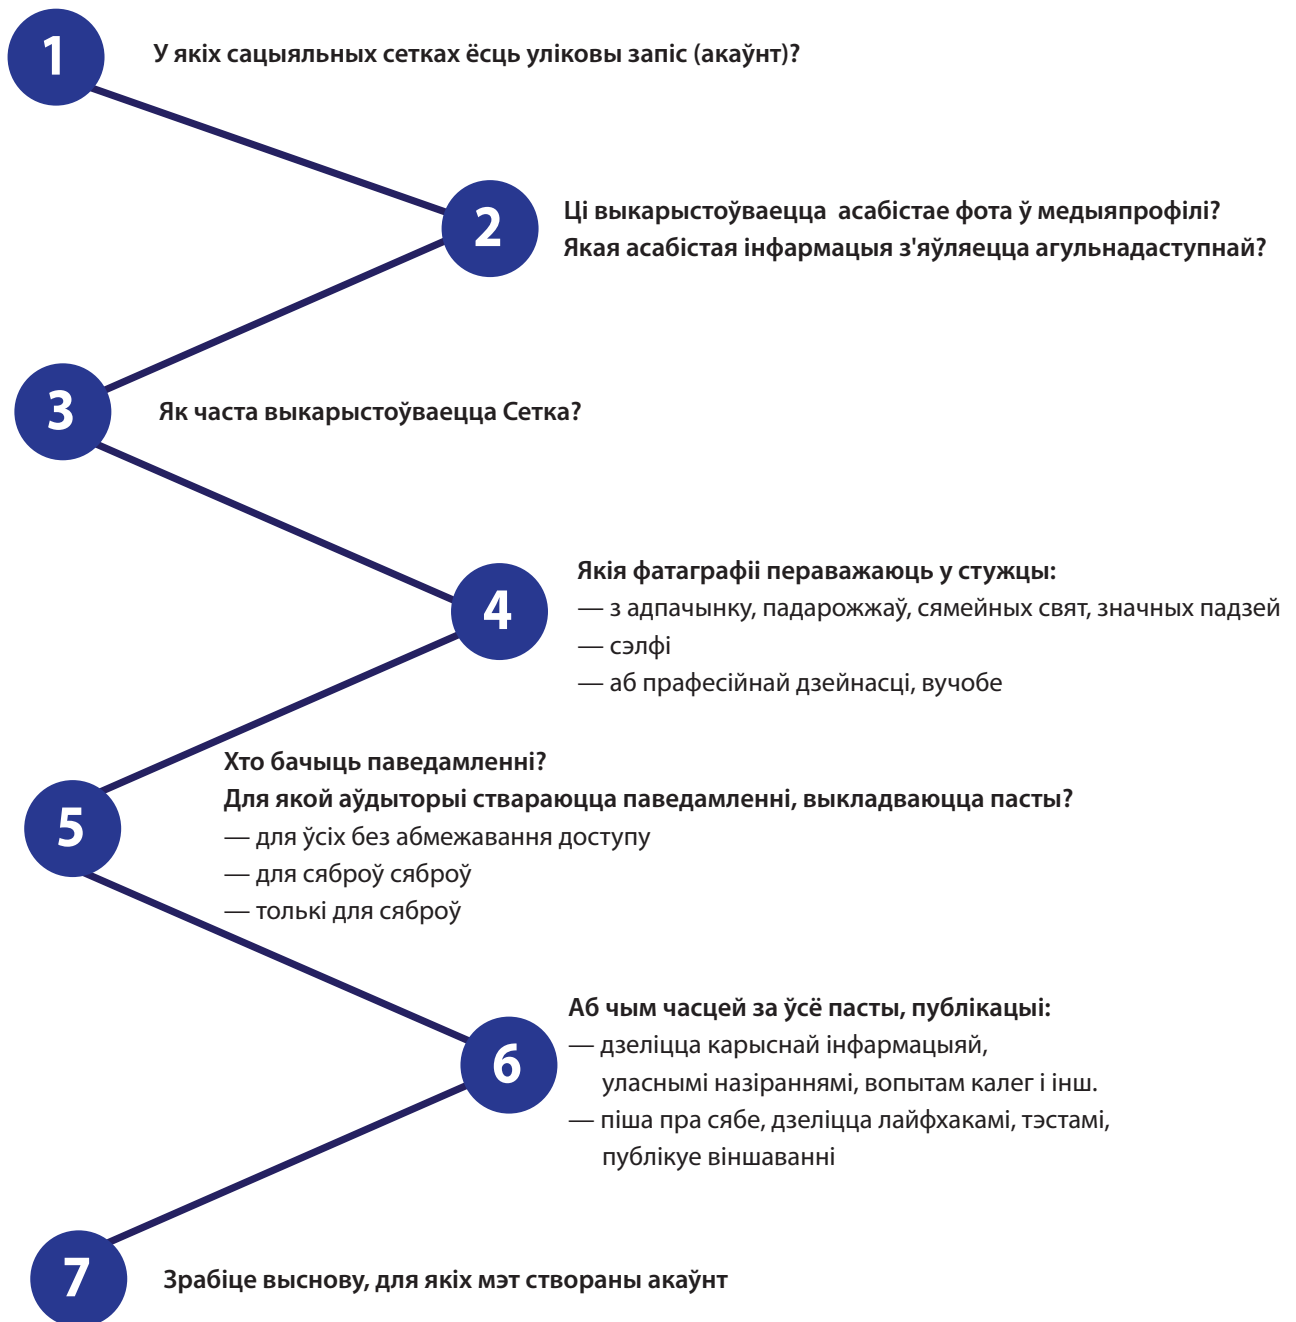 1
У якіх сацыяльных сетках ёсць уліковы запіс (акаўнт)?
2
Ці выкарыстоўваецца асабістае фота ў медыяпрофілі?
Якая асабістая інфармацыя з'яўляецца агульнадаступнай?
3
Як часта выкарыстоўваецца Сетка?
4
Якія фатаграфіі пераважаюць у стужцы:
— з адпачынку, падарожжаў, сямейных свят, значных падзей
— сэлфі
— аб прафесійнай дзейнасці, вучобе
5
Хто бачыць паведамленні?
Для якой аўдыторыі ствараюцца паведамленні, выкладваюцца пасты?
— для ўсіх без абмежавання доступу
— для сяброў сяброў
— толькі для сяброў
6
Аб чым часцей за ўсё пасты, публікацыі:
— дзеліцца карыснай інфармацыяй,
уласнымі назіраннямі, вопытам калег і інш.
— піша пра сябе, дзеліцца лайфхакамі, тэстамі,
публікуе віншаванні
7
Зрабіце выснову, для якіх мэт створаны акаўнт